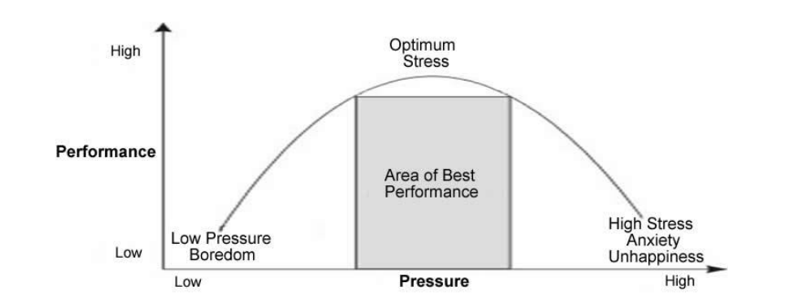 Optimum
Stress
High
Performance
Area of Best
Performance
Low Pressure
Boredom
High Stress
Anxiety
Unhappiness
Low
Low
Pressure
High